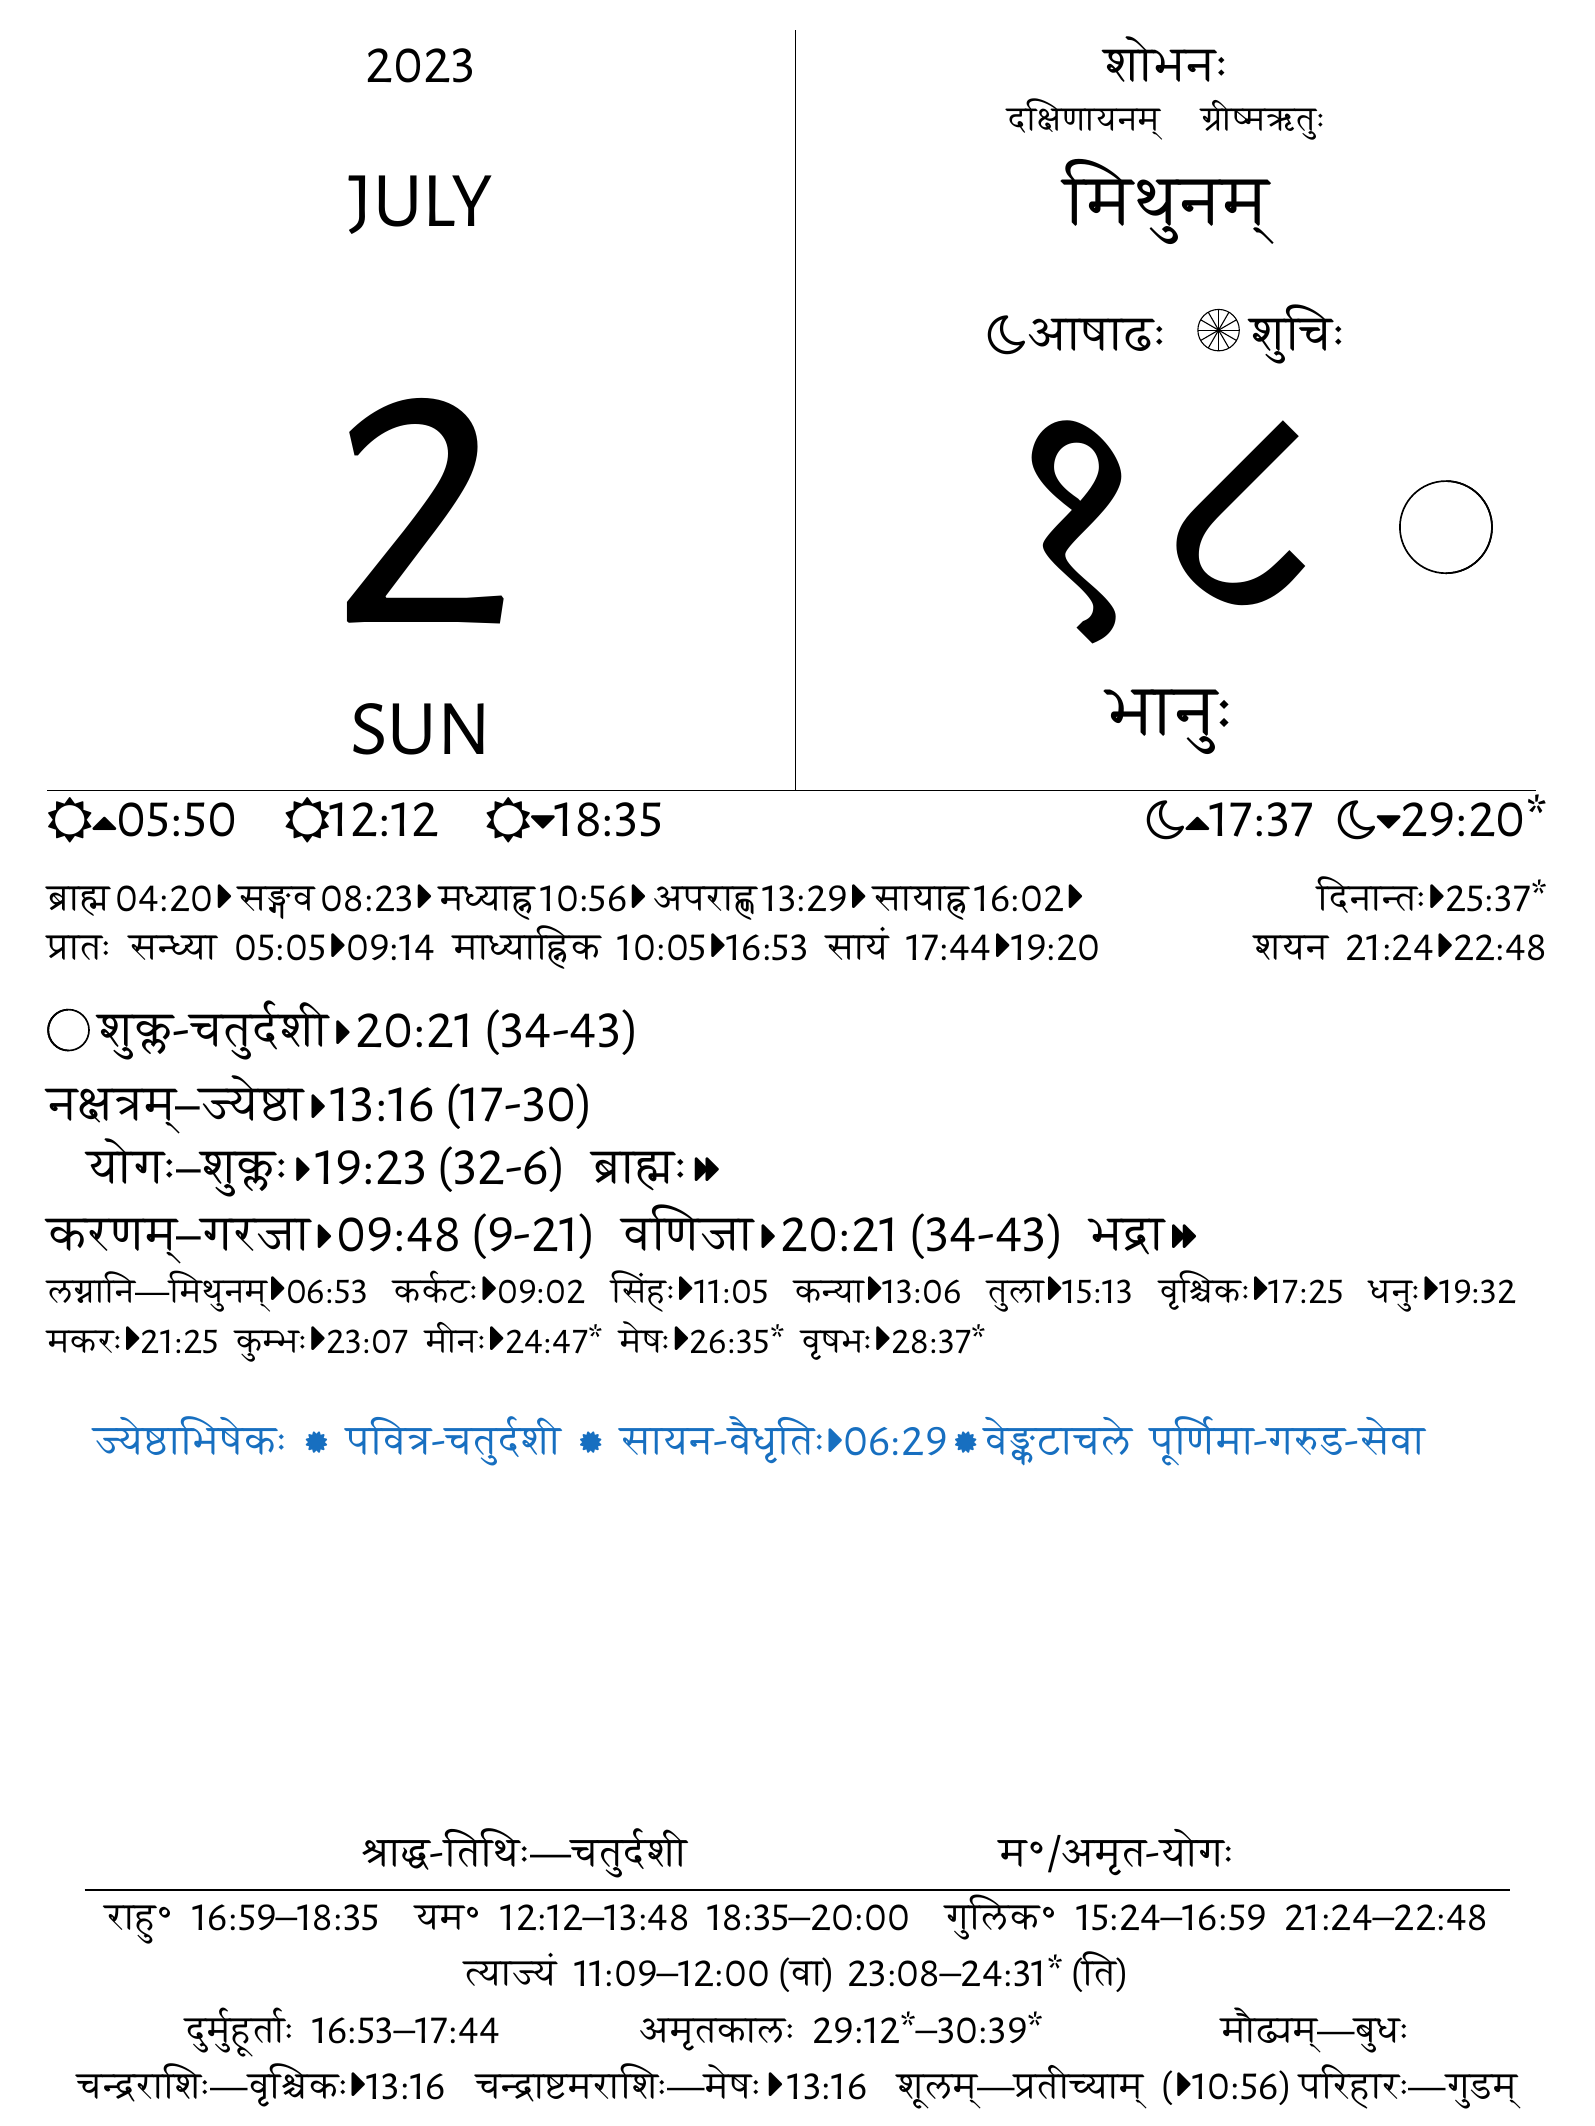 2023
JULY
2
SUN
शोभनः
दक्षिणायनम् ग्रीष्मऋतुः
मिथुनम्
आषाढः शुचिः
१८
भानुः
05:50 12:12 18:35 17:37 29:20*
ब्राह्म 04:20 सङ्गव 08:23 मध्याह्न 10:56 अपराह्ण 13:29 सायाह्न 16:02 दिनान्तः 25:37*
प्रातः सन्ध्या 05:05 09:14 माध्याह्निक 10:05 16:53 सायं 17:44 19:20 शयन 21:24 22:48
शुक्ल-चतुर्दशी 20:21 (34-43)
नक्षत्रम्–ज्येष्ठा 13:16 (17-30)
योगः–शुक्लः 19:23 (32-6) ब्राह्मः
करणम्–गरजा 09:48 (9-21) वणिजा 20:21 (34-43) भद्रा
लग्नानि—मिथुनम् 06:53 कर्कटः 09:02 सिंहः 11:05 कन्या 13:06 तुला 15:13 वृश्चिकः 17:25 धनुः 19:32
मकरः 21:25 कुम्भः 23:07 मीनः 24:47* मेषः 26:35* वृषभः 28:37*
ज्येष्ठाभिषेकः पवित्र-चतुर्दशी सायन-वैधृतिः 06:29 वेङ्कटाचले पूर्णिमा-गरुड-सेवा
श्राद्ध-तिथिः—चतुर्दशी म॰/अमृत-योगः
राहु॰ 16:59–18:35 यम॰ 12:12–13:48 18:35–20:00 गुलिक॰ 15:24–16:59 21:24–22:48
त्याज्यं 11:09–12:00 (वा) 23:08–24:31* (ति)
दुर्मुहूर्ताः 16:53–17:44 अमृतकालः 29:12*–30:39* मौढ्यम्—बुधः
चन्द्रराशिः—वृश्चिकः 13:16 चन्द्राष्टमराशिः—मेषः 13:16 शूलम्—प्रतीच्याम् ( 10:56) परिहारः—गुडम्